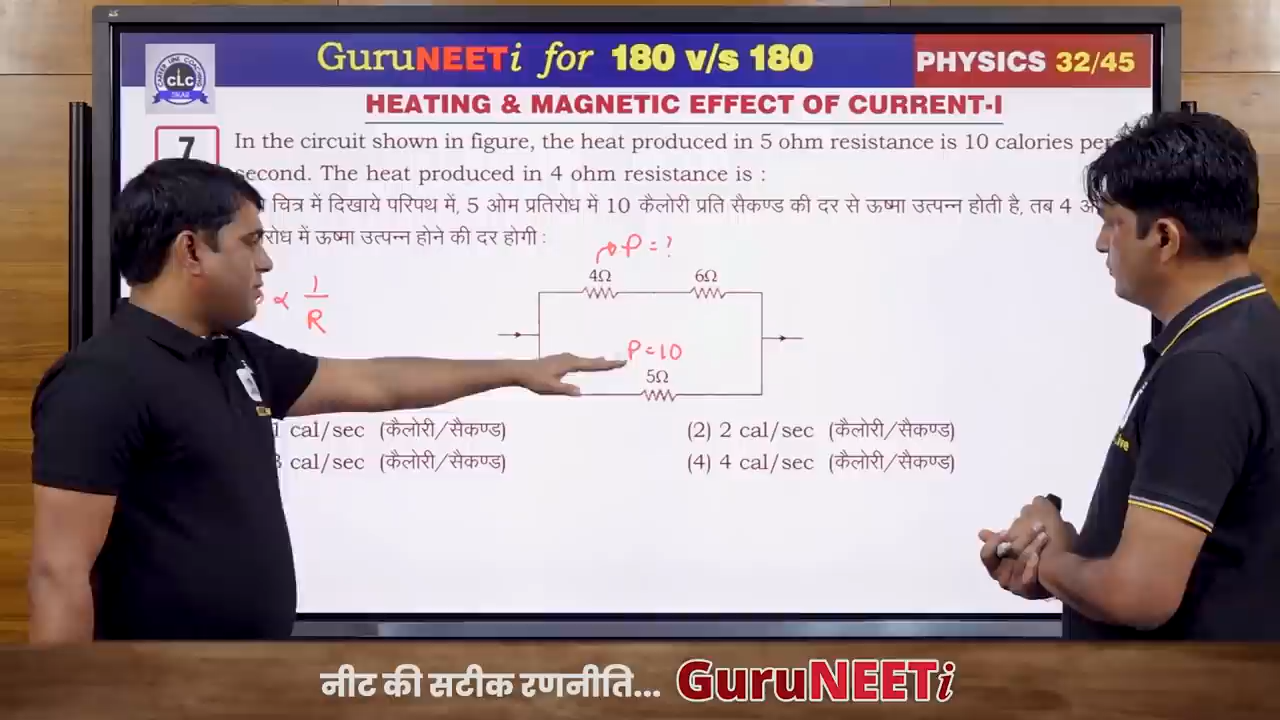 GuruNEETi for 180 v/s 180
PHYSICS 32/45
CLC
HEATING & MAGNETIC EFFECT OF CURRENT-I
7
In the circuit shown in figure, the heat produced in 5 ohm resistance is 10 calories per
second. The heat produced in 4 ohm resistance is :
चित्र में दिखाये परिपथ में, 5 ओम प्रतिरोध में 10 कैलोरी प्रति सैकण्ड की दर से ऊष्मा उत्पन्न होती है, तब 4
में ऊष्मा उत्पन्न होने की दर होगी :
P = ?
4Ω 6Ω
∝ 1/R
P = 10
5Ω
1 cal/sec (कैलोरी/सैकण्ड) (2) 2 cal/sec (कैलोरी/सैकण्ड)
3 cal/sec (कैलोरी/सैकण्ड) (4) 4 cal/sec (कैलोरी/सैकण्ड)
नीट की सटीक रणनीति... GuruNEETi